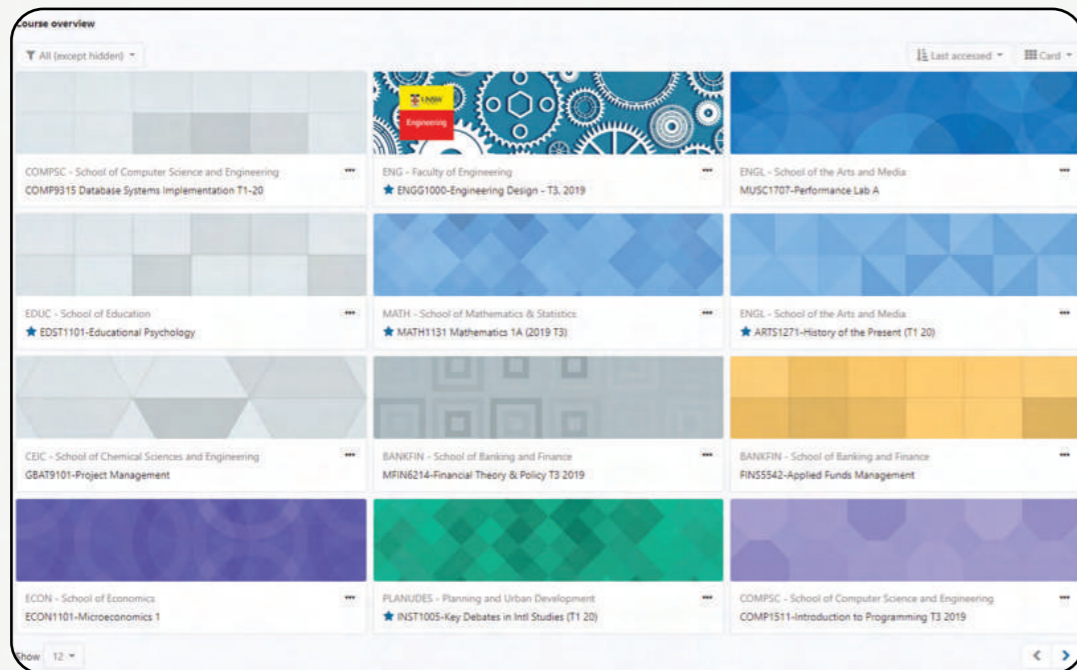 Course overview
All (except hidden)
Last accessed
Card
UNSW
Engineering
COMPSC - School of Computer Science and Engineering
COMP9315 Database Systems Implementation T1-20
ENG - Faculty of Engineering
ENGG1000-Engineering Design - T3, 2019
ENGL - School of the Arts and Media
MUSC1707-Performance Lab A
EDUC - School of Education
EDST1101-Educational Psychology
MATH - School of Mathematics & Statistics
MATH1131 Mathematics 1A (2019 T3)
ENGL - School of the Arts and Media
ARTS1271-History of the Present (T1 20)
CEIC - School of Chemical Sciences and Engineering
GBAT9101-Project Management
BANKFIN - School of Banking and Finance
MFIN6214-Financial Theory & Policy T3 2019
BANKFIN - School of Banking and Finance
FINS5542-Applied Funds Management
ECON - School of Economics
ECON1101-Microeconomics 1
PLANUDES - Planning and Urban Development
INST1005-Key Debates in Intl Studies (T1 20)
COMPSC - School of Computer Science and Engineering
COMP1511-Introduction to Programming T3 2019
Show 12